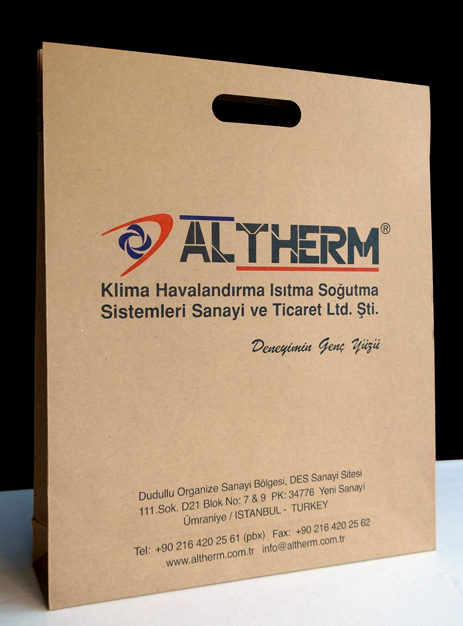 ALTHERM®
Klima Havalandırma Isıtma Soğutma
Sistemleri Sanayi ve Ticaret Ltd. Şti.
Deneyimin Genç Yüzü
Dudullu Organize Sanayi Bölgesi, DES Sanayi Sitesi
111.Sok. D21 Blok No: 7 & 9 PK: 34776 Yeni Sanayi
Ümraniye / ISTANBUL - TURKEY
Tel: +90 216 420 25 61 (pbx) Fax: +90 216 420 25 62
www.altherm.com.tr info@altherm.com.tr